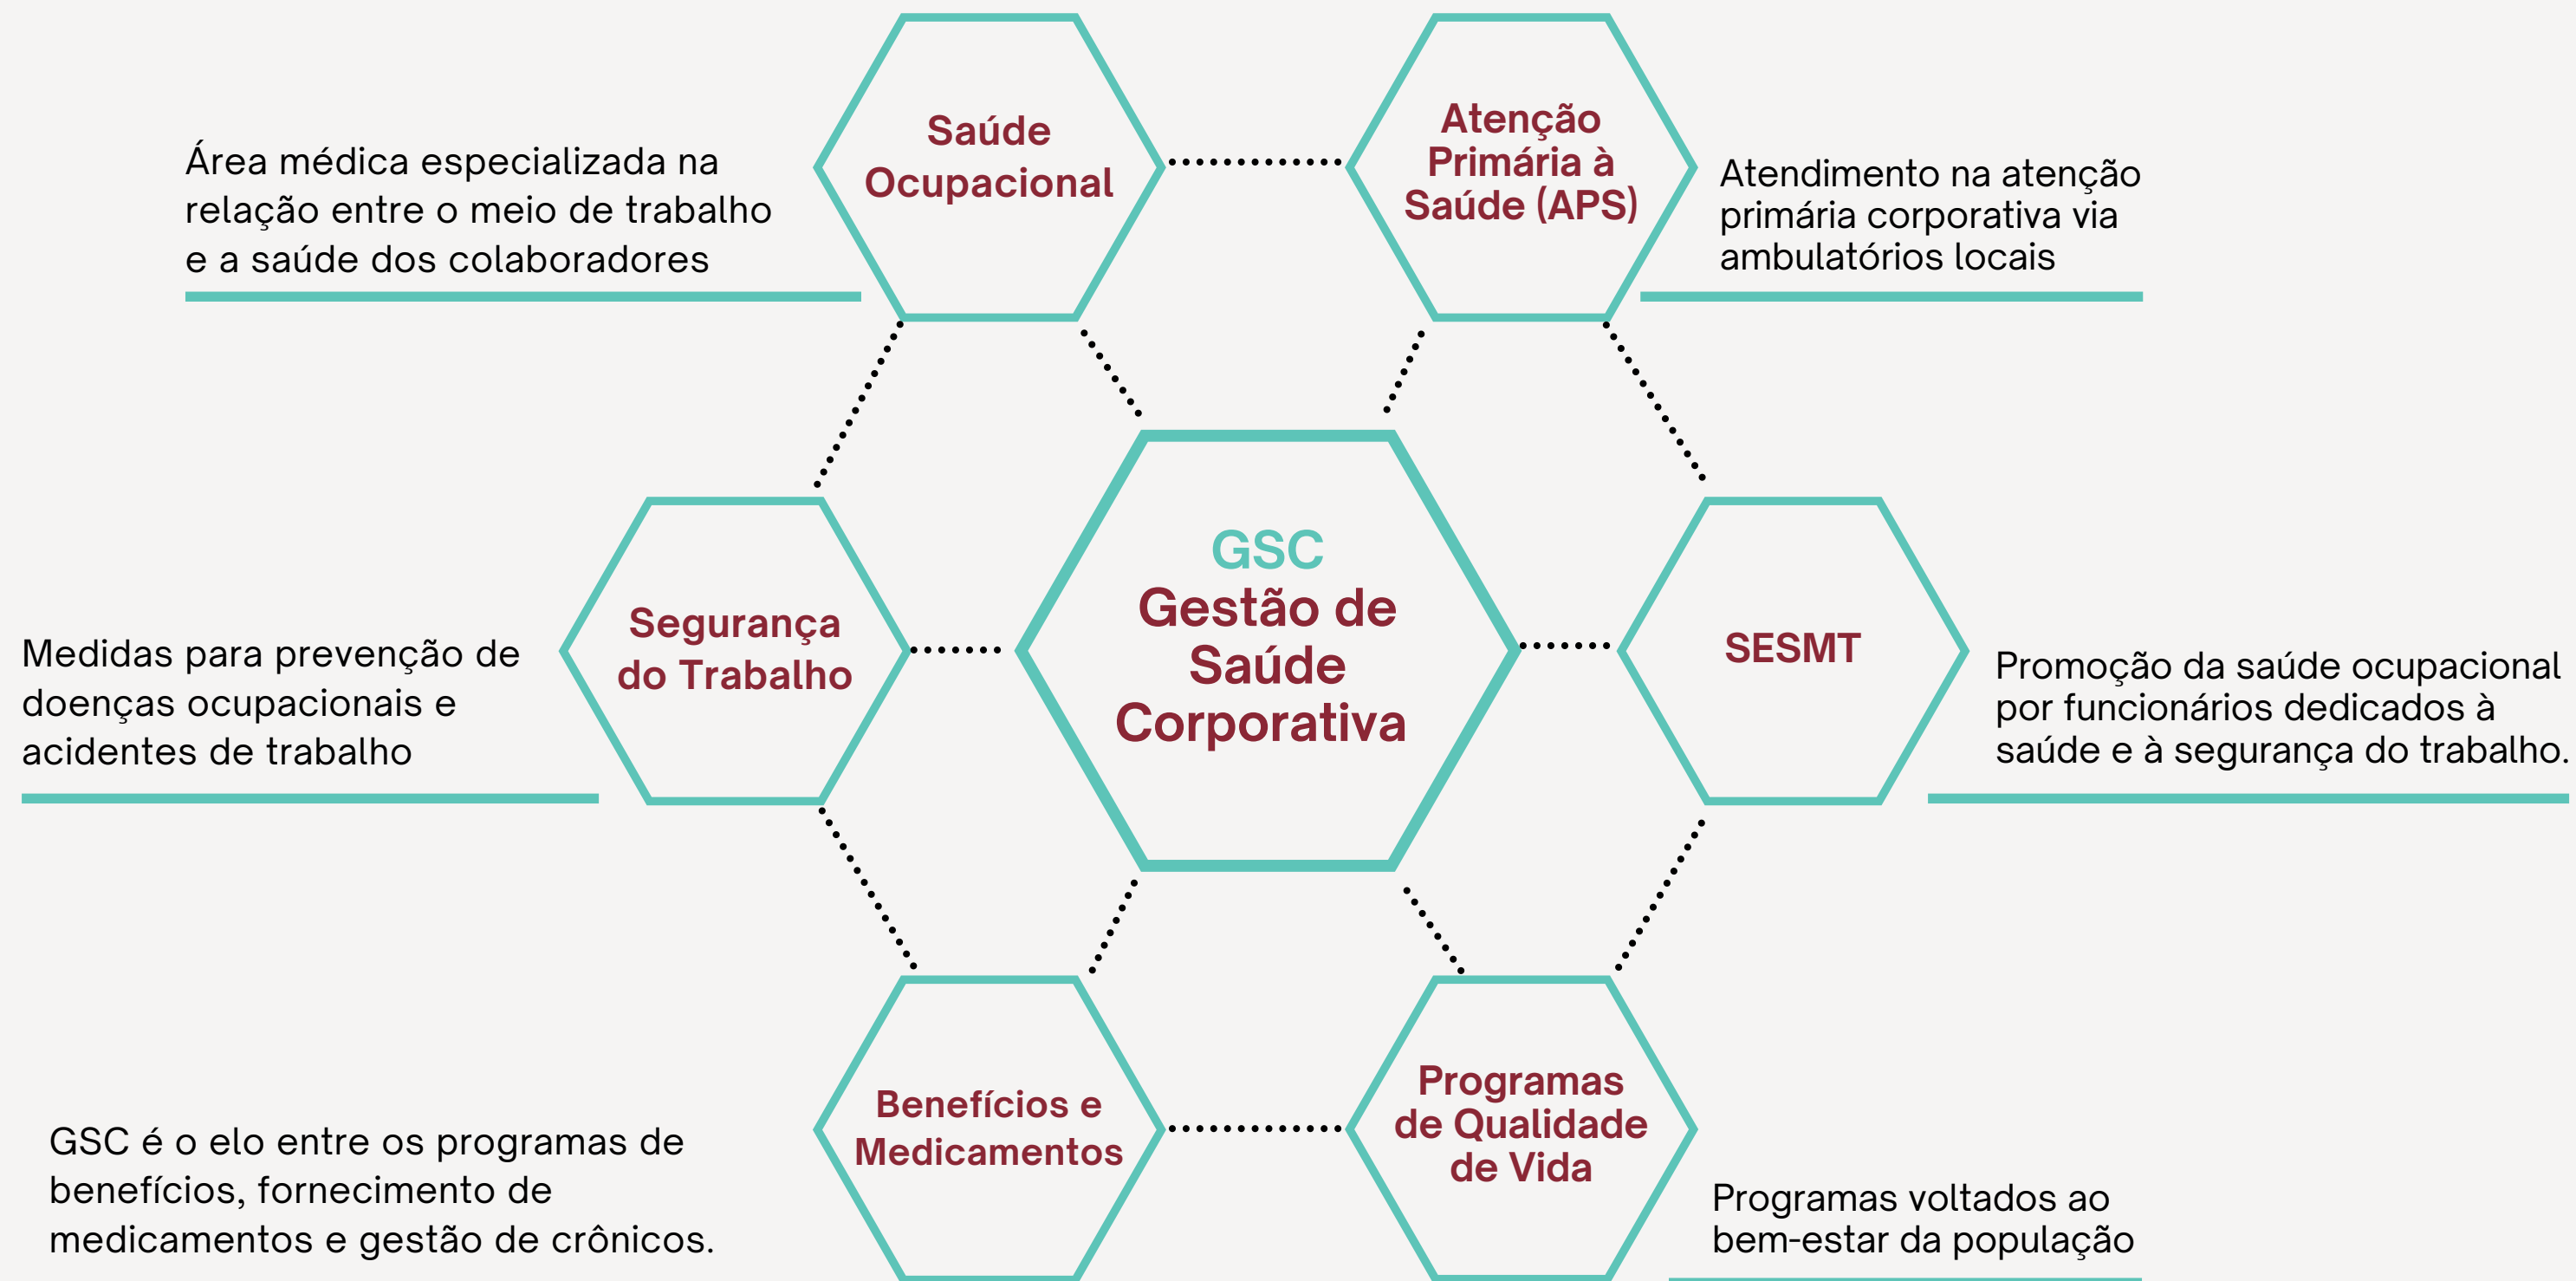 Saúde
Ocupacional
Área médica especializada na
relação entre o meio de trabalho
e a saúde dos colaboradores
Atenção
Primária à
Saúde (APS)
Atendimento na atenção
primária corporativa via
ambulatórios locais
GSC
Gestão de
Saúde
Corporativa
Segurança
do Trabalho
Medidas para prevenção de
doenças ocupacionais e
acidentes de trabalho
SESMT
Promoção da saúde ocupacional
por funcionários dedicados à
saúde e à segurança do trabalho.
Benefícios e
Medicamentos
GSC é o elo entre os programas de
benefícios, fornecimento de
medicamentos e gestão de crônicos.
Programas
de Qualidade
de Vida
Programas voltados ao
bem-estar da população